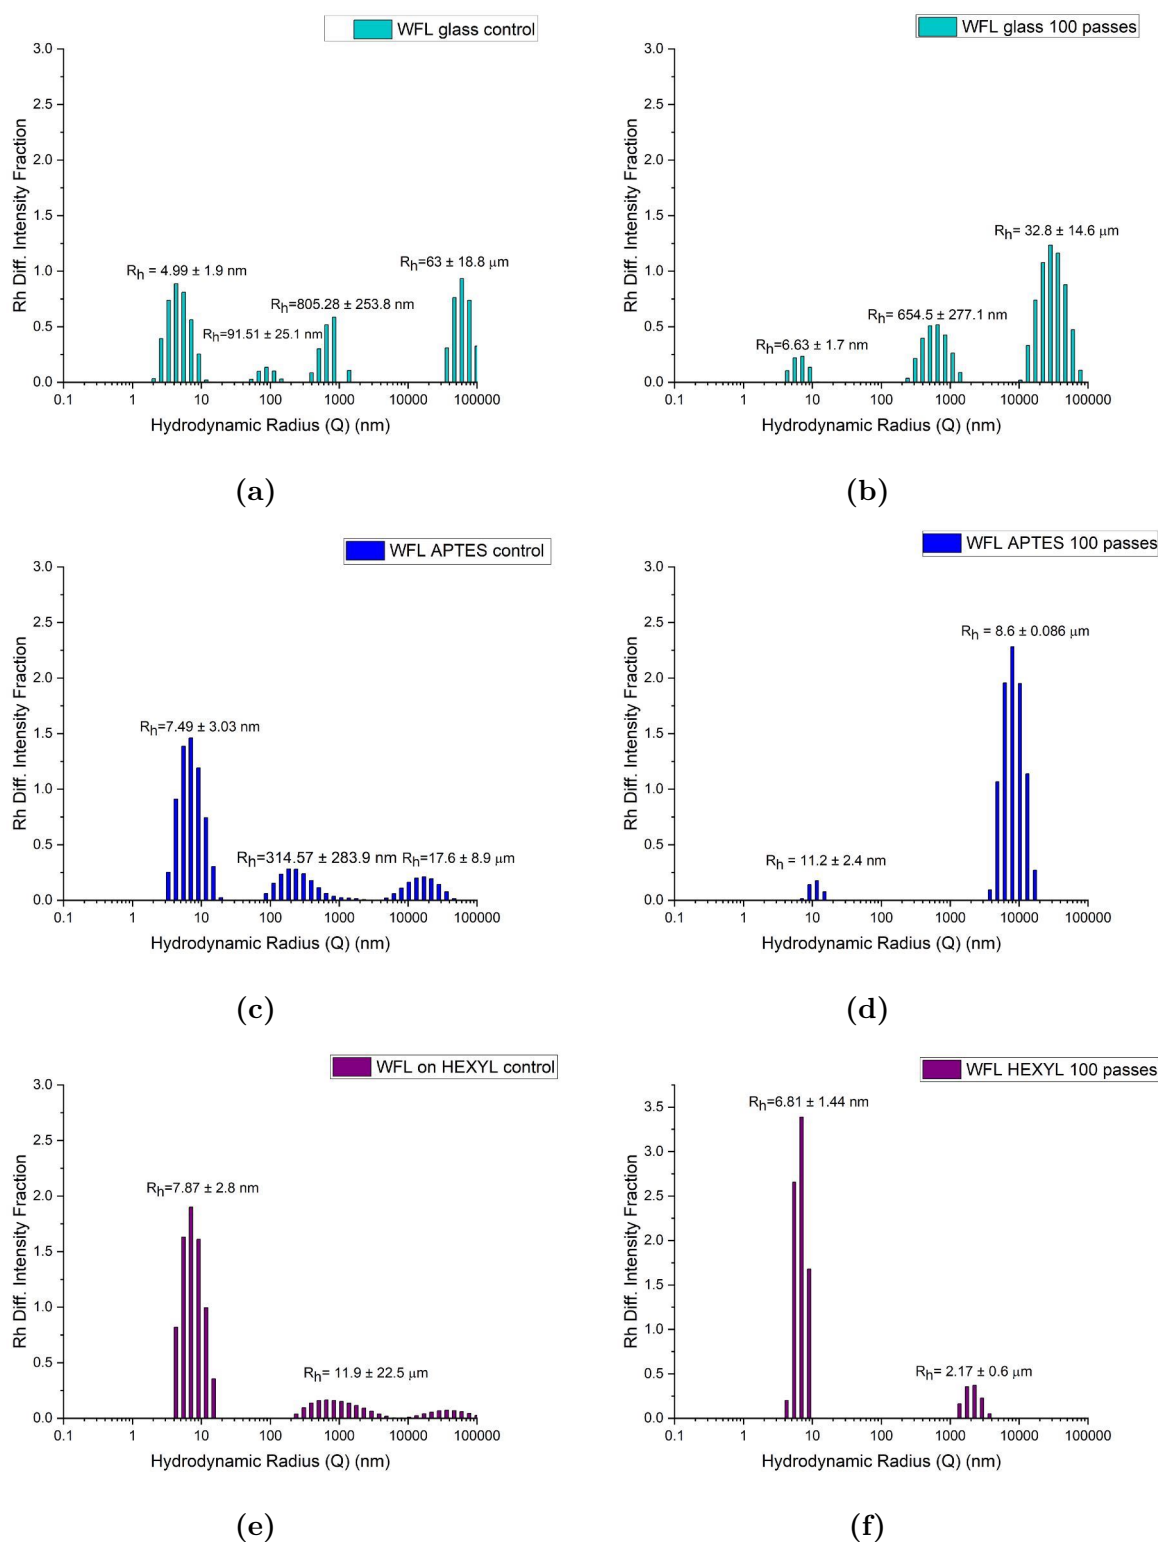 WFL glass control
3.0
2.5
2.0
1.5
1.0
0.5
0.0
Rh Diff. Intensity Fraction
Rh = 4.99 ± 1.9 nm
Rh=91.51 ± 25.1 nm
Rh=805.28 ± 253.8 nm
Rh=63 ± 18.8 μm
0.1 1 10 100 1000 10000 100000
Hydrodynamic Radius (Q) (nm)
(a)
WFL glass 100 passes
3.0
2.5
2.0
1.5
1.0
0.5
0.0
Rh Diff. Intensity Fraction
Rh=6.63 ± 1.7 nm
Rh= 654.5 ± 277.1 nm
Rh= 32.8 ± 14.6 μm
0.1 1 10 100 1000 10000 100000
Hydrodynamic Radius (Q) (nm)
(b)
WFL APTES control
3.0
2.5
2.0
1.5
1.0
0.5
0.0
Rh Diff. Intensity Fraction
Rh=7.49 ± 3.03 nm
Rh=314.57 ± 283.9 nm
Rh=17.6 ± 8.9 μm
0.1 1 10 100 1000 10000 100000
Hydrodynamic Radius (Q) (nm)
(c)
WFL APTES 100 passes
3.0
2.5
2.0
1.5
1.0
0.5
0.0
Rh Diff. Intensity Fraction
Rh = 11.2 ± 2.4 nm
Rh = 8.6 ± 0.086 μm
0.1 1 10 100 1000 10000 100000
Hydrodynamic Radius (Q) (nm)
(d)
WFL on HEXYL control
3.0
2.5
2.0
1.5
1.0
0.5
0.0
Rh Diff. Intensity Fraction
Rh=7.87 ± 2.8 nm
Rh= 11.9 ± 22.5 μm
0.1 1 10 100 1000 10000 100000
Hydrodynamic Radius (Q) (nm)
(e)
WFL HEXYL 100 passes
3.5
3.0
2.5
2.0
1.5
1.0
0.5
0.0
Rh Diff. Intensity Fraction
Rh=6.81 ± 1.44 nm
Rh= 2.17 ± 0.6 μm
0.1 1 10 100 1000 10000 100000
Hydrodynamic Radius (Q) (nm)
(f)